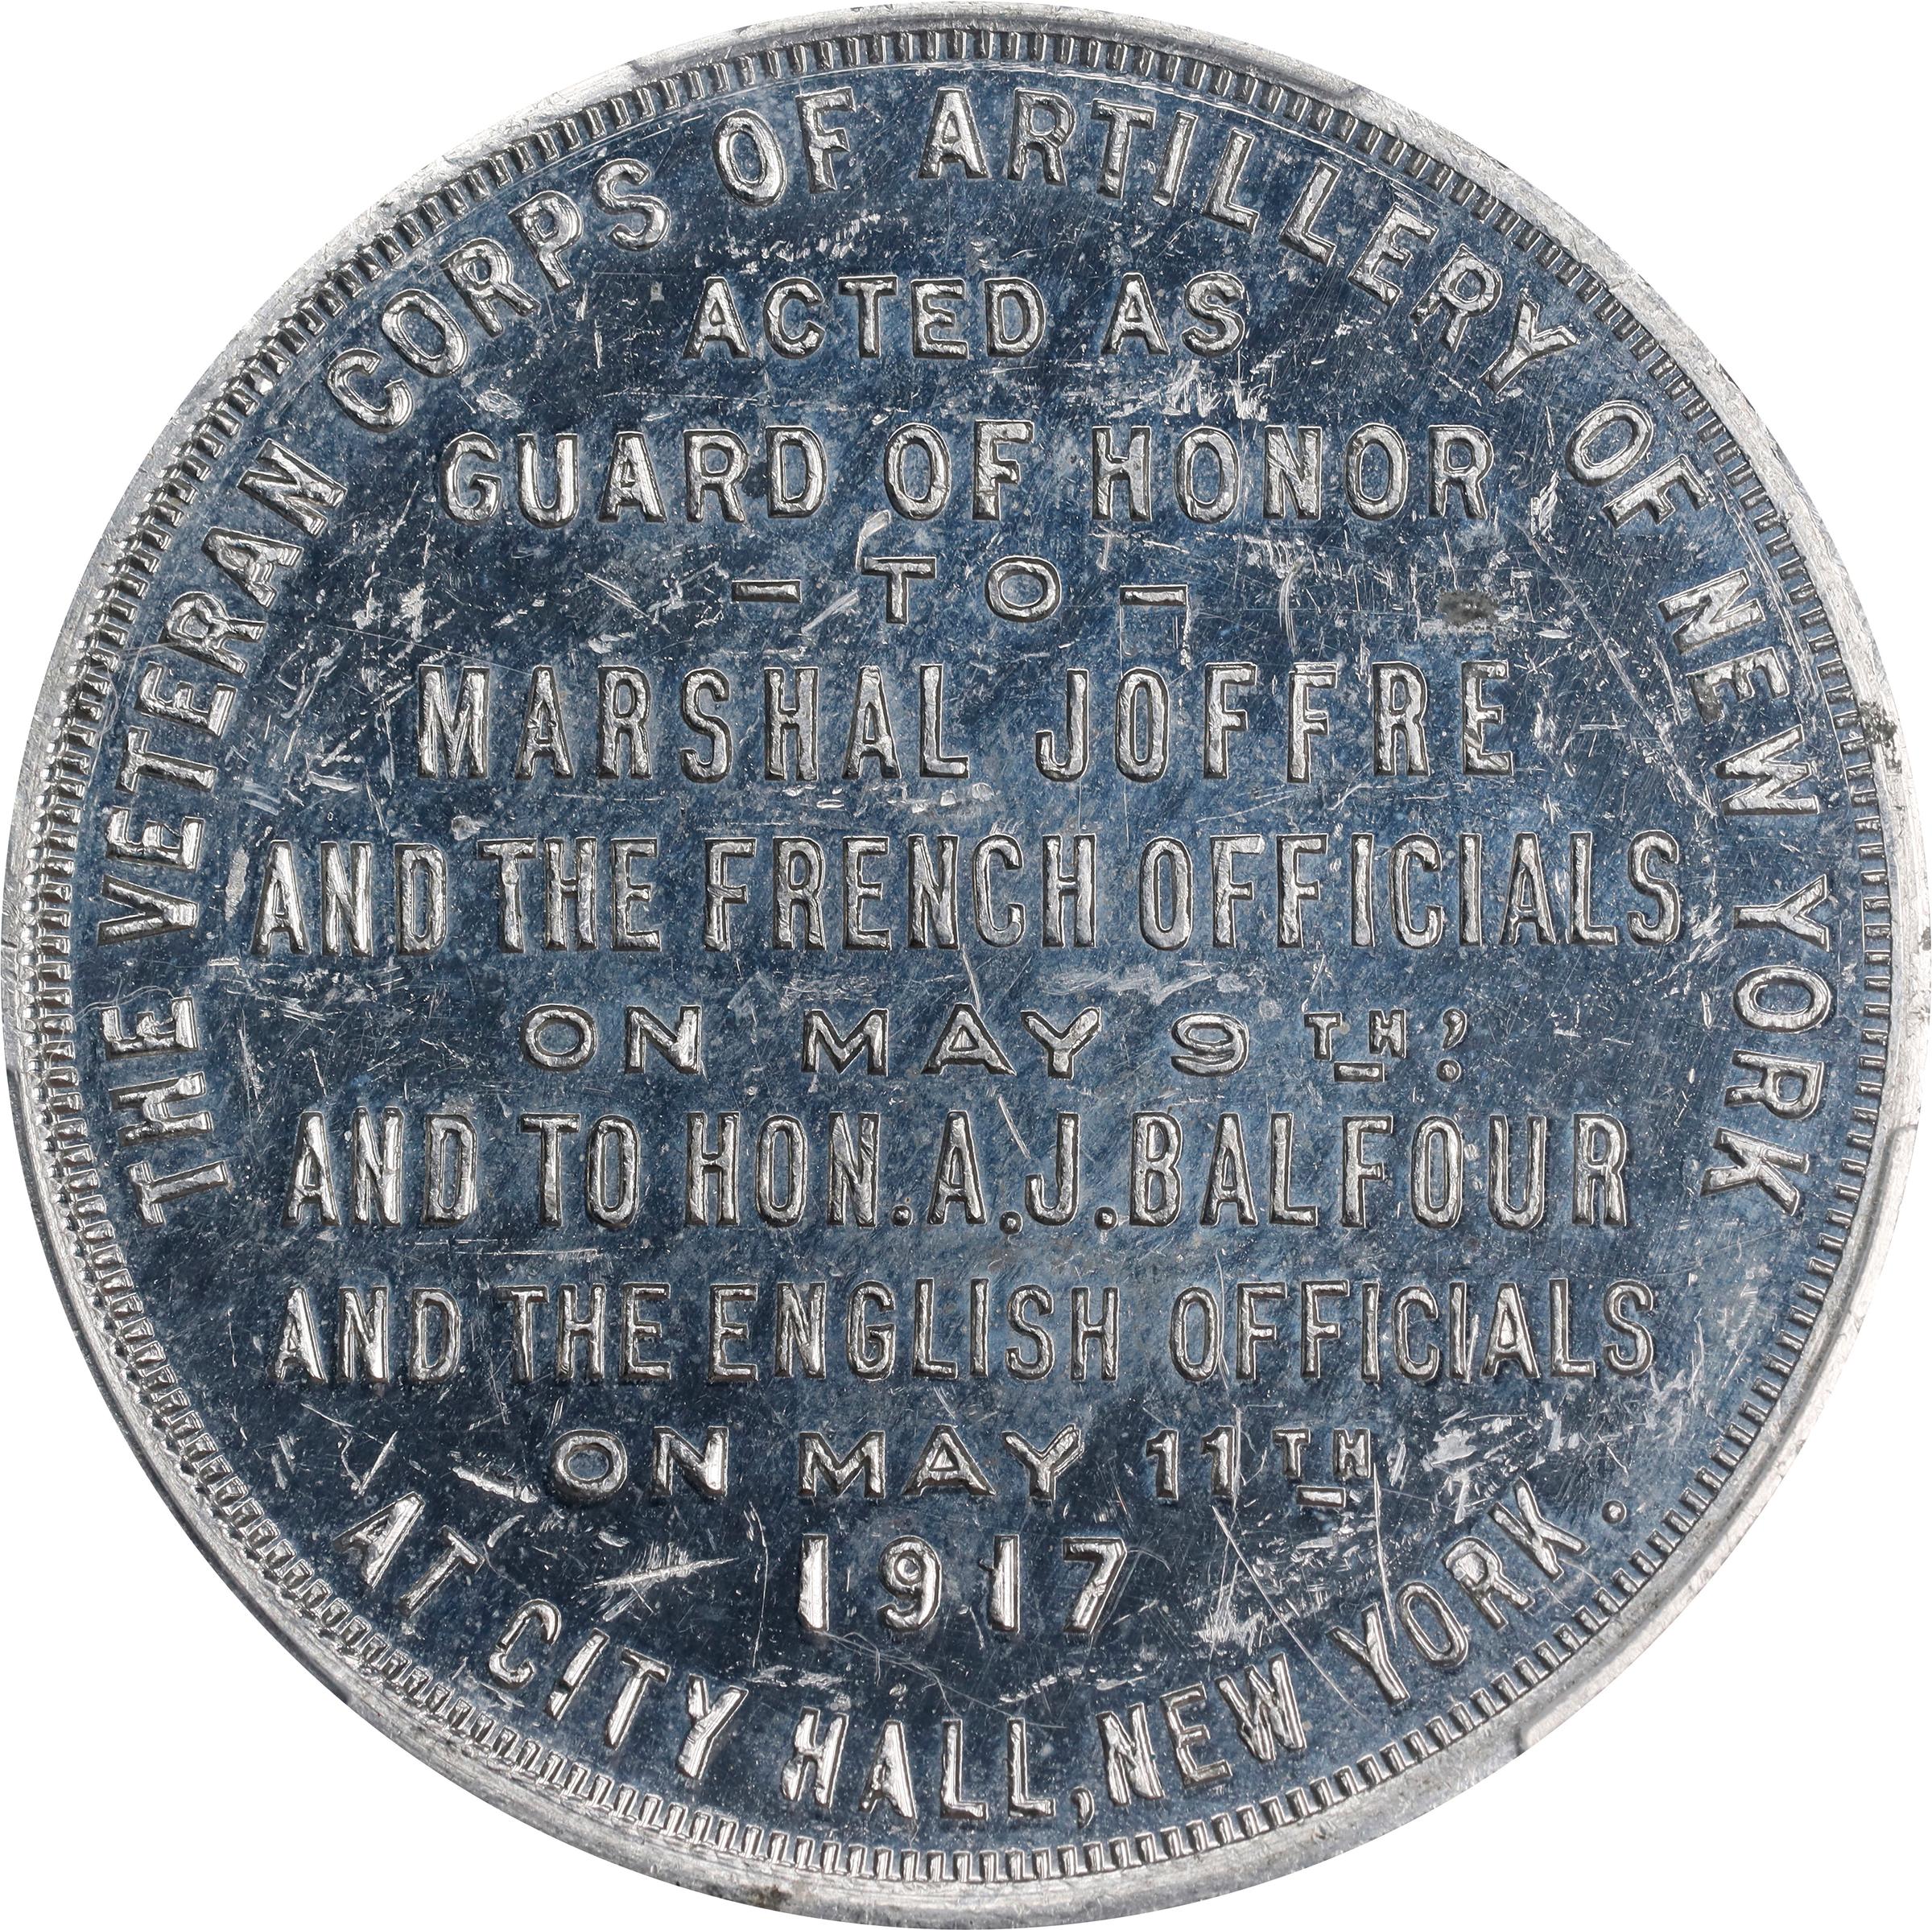 THE VETERAN CORPS OF ARTILLERY OF NEW YORK
ACTED AS
GUARD OF HONOR
- TO -
MARSHAL JOFFRE
AND THE FRENCH OFFICIALS
ON MAY 9TH;
AND TO HON. A. J. BALFOUR
AND THE ENGLISH OFFICIALS
ON MAY 11TH
1917
AT CITY HALL, NEW YORK.